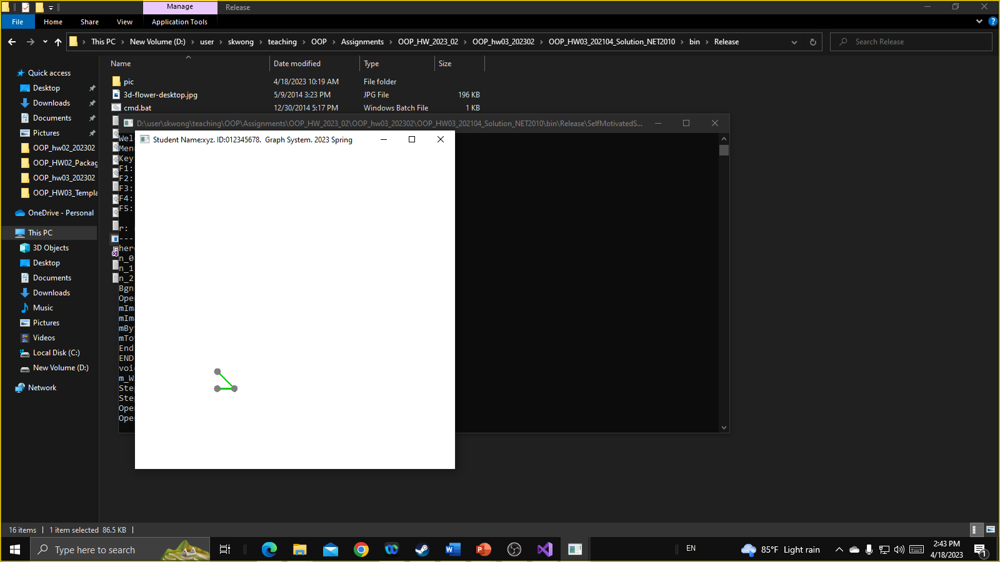 Manage
Release
File
Home
Share
View
Application Tools
This PC
New Volume (D:)
user
skwong
teaching
OOP
Assignments
OOP_HW_2023_02
OOP_hw03_202302
OOP_HW03_202104_Solution_NET2010
bin
Release
Search Release
Name
Date modified
Type
Size
Quick access
Desktop
Downloads
Documents
Pictures
OOP_hw02_202302
OOP_HW02_Packag
OOP_hw03_202302
OOP_HW03_Templa
OneDrive - Personal
This PC
3D Objects
Desktop
Documents
Downloads
Music
Pictures
Videos
Local Disk (C:)
New Volume (D:)
Network
pic 4/18/2023 10:19 AM File folder
3d-flower-desktop.jpg 5/9/2014 3:23 PM JPG File 196 KB
cmd.bat 12/30/2014 5:17 PM Windows Batch File 1 KB
D:\user\skwong\teaching\OOP\Assignments\OOP_HW_2023_02\OOP_hw03_202302\OOP_HW03_202104_Solution_NET2010\bin\Release\SelfMotivatedS...
Student Name:xyz. ID:012345678. Graph System. 2023 Spring
Wel
Menu
Key
F1:
F2:
F3:
F4:
F5:
r:
---
her
n_0
n_1
n_2
Bgn
Ope
mIma
mIma
mByt
mTo
End
END
voi
m_W
Ste
Ste
Ope
Ope
16 items
1 item selected 86.5 KB
Type here to search
EN
85°F Light rain
2:43 PM
4/18/2023
1